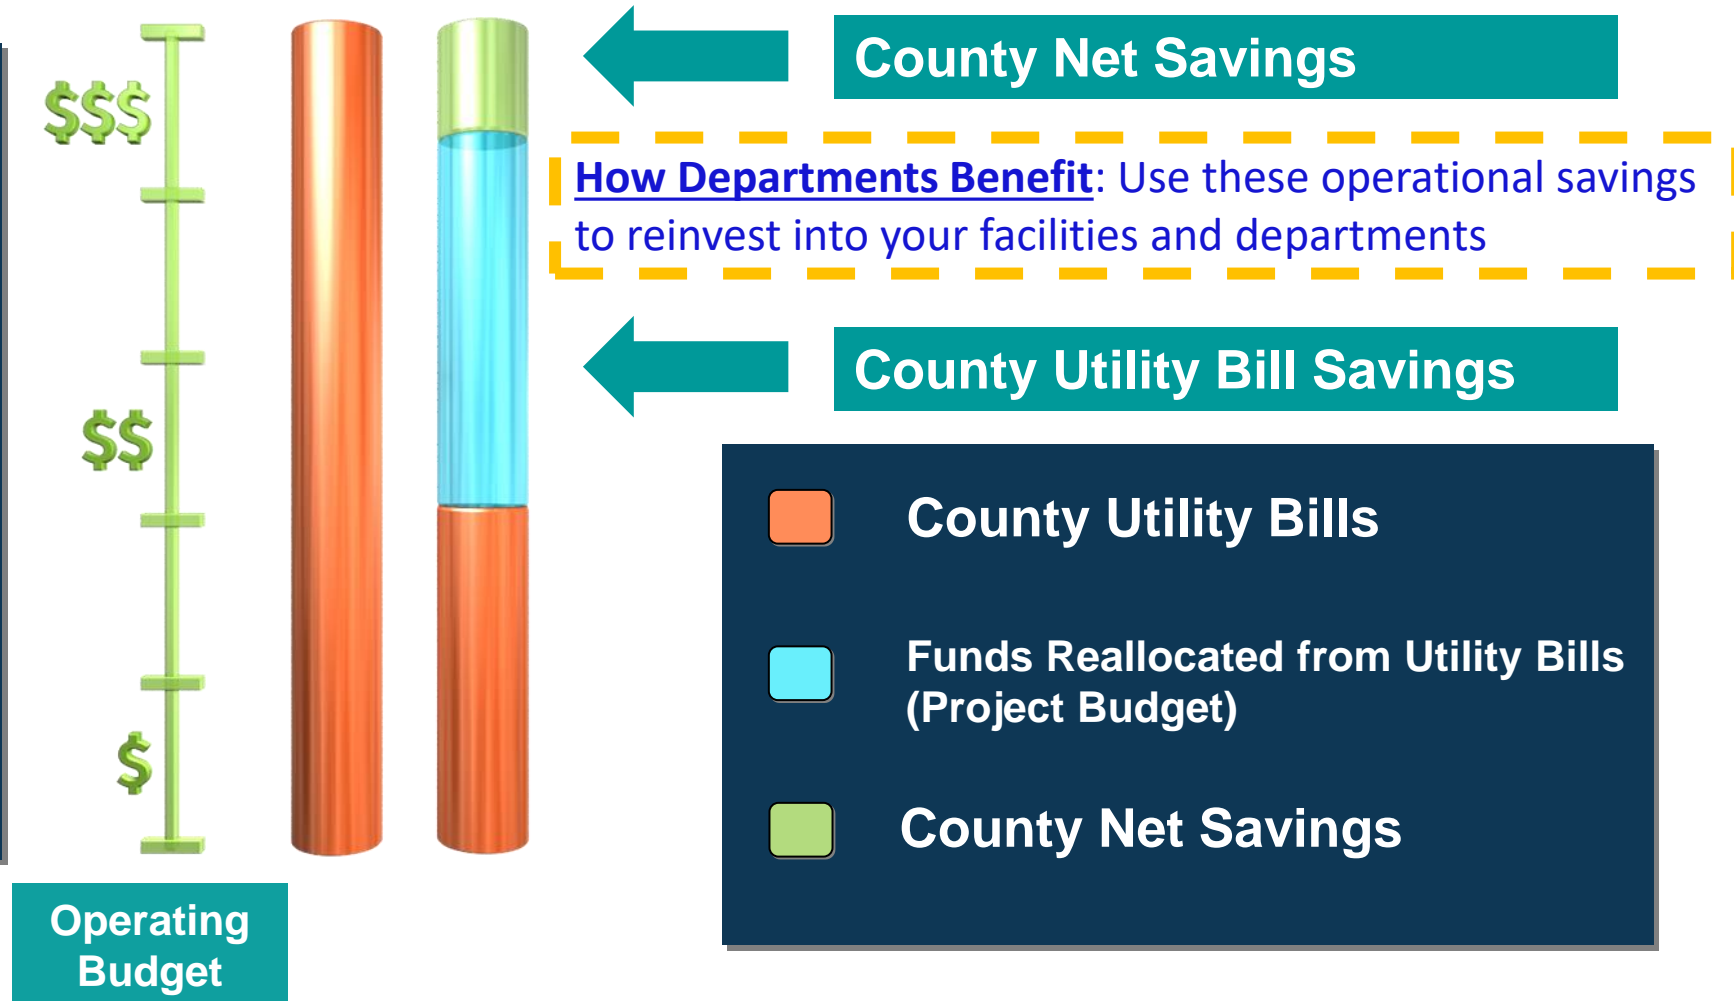 $$$
$$
$
County Net Savings
How Departments Benefit: Use these operational savings
to reinvest into your facilities and departments
County Utility Bill Savings
County Utility Bills
Funds Reallocated from Utility Bills
(Project Budget)
County Net Savings
Operating
Budget